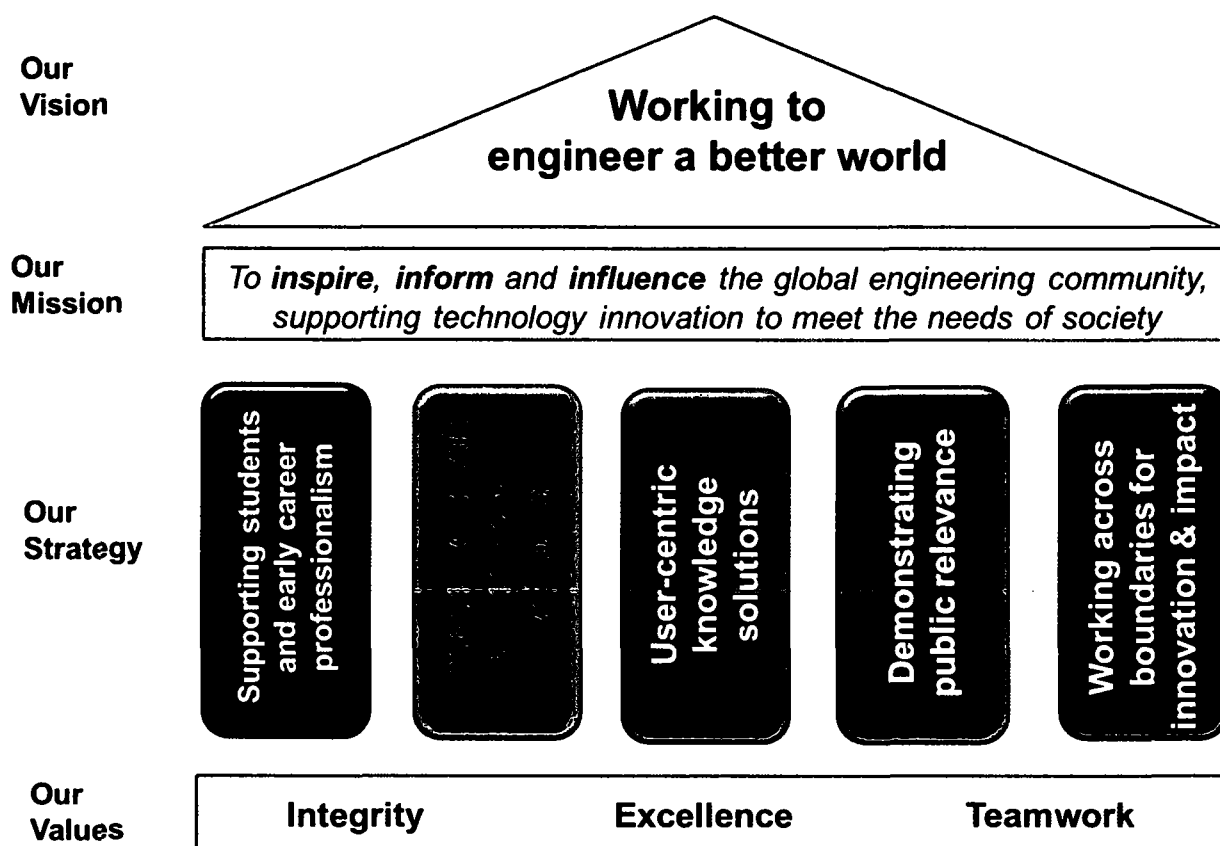 Our
Vision
Working to
engineer a better world
Our
Mission
To inspire, inform and influence the global engineering community,
supporting technology innovation to meet the needs of society
Our
Strategy
Supporting students
and early career
professionalism
User-centric
knowledge
solutions
Demonstrating
public relevance
Working across
boundaries for
innovation & impact
Our
Values
Integrity Excellence Teamwork